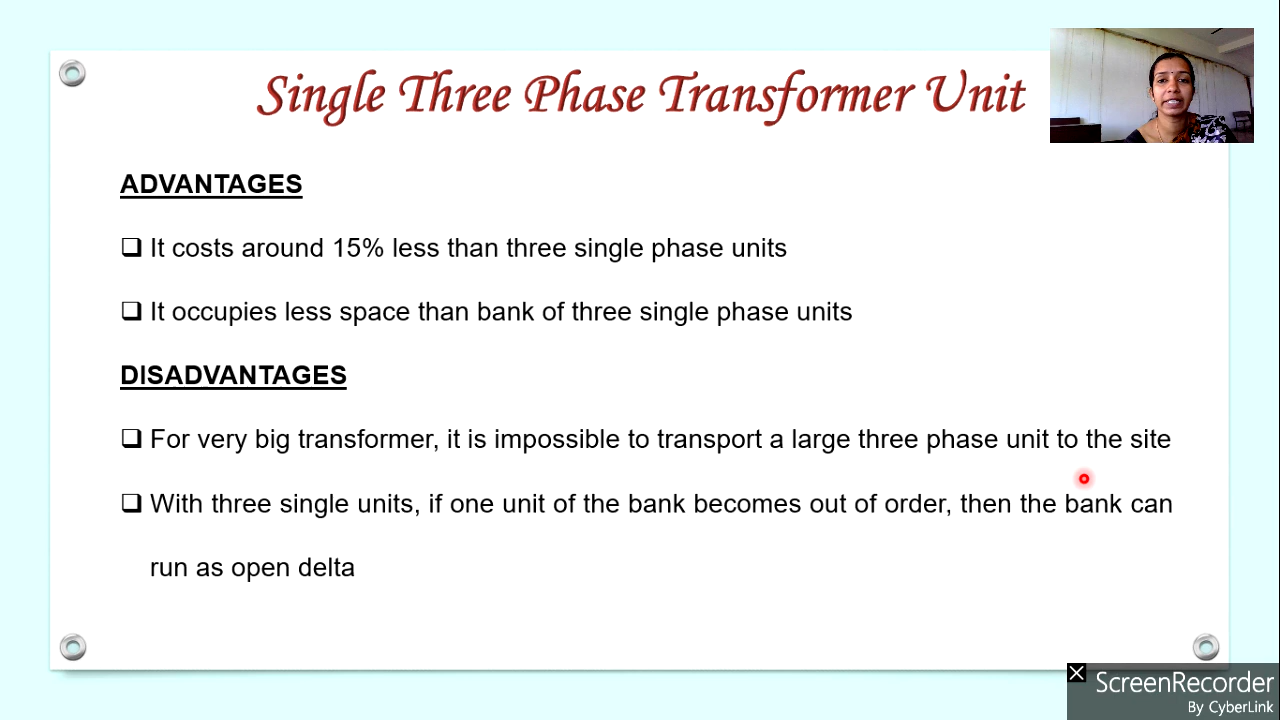 Single Three Phase Transformer Unit
ADVANTAGES
It costs around 15% less than three single phase units
It occupies less space than bank of three single phase units
DISADVANTAGES
For very big transformer, it is impossible to transport a large three phase unit to the site
With three single units, if one unit of the bank becomes out of order, then the bank can
run as open delta
ScreenRecorder
By CyberLink